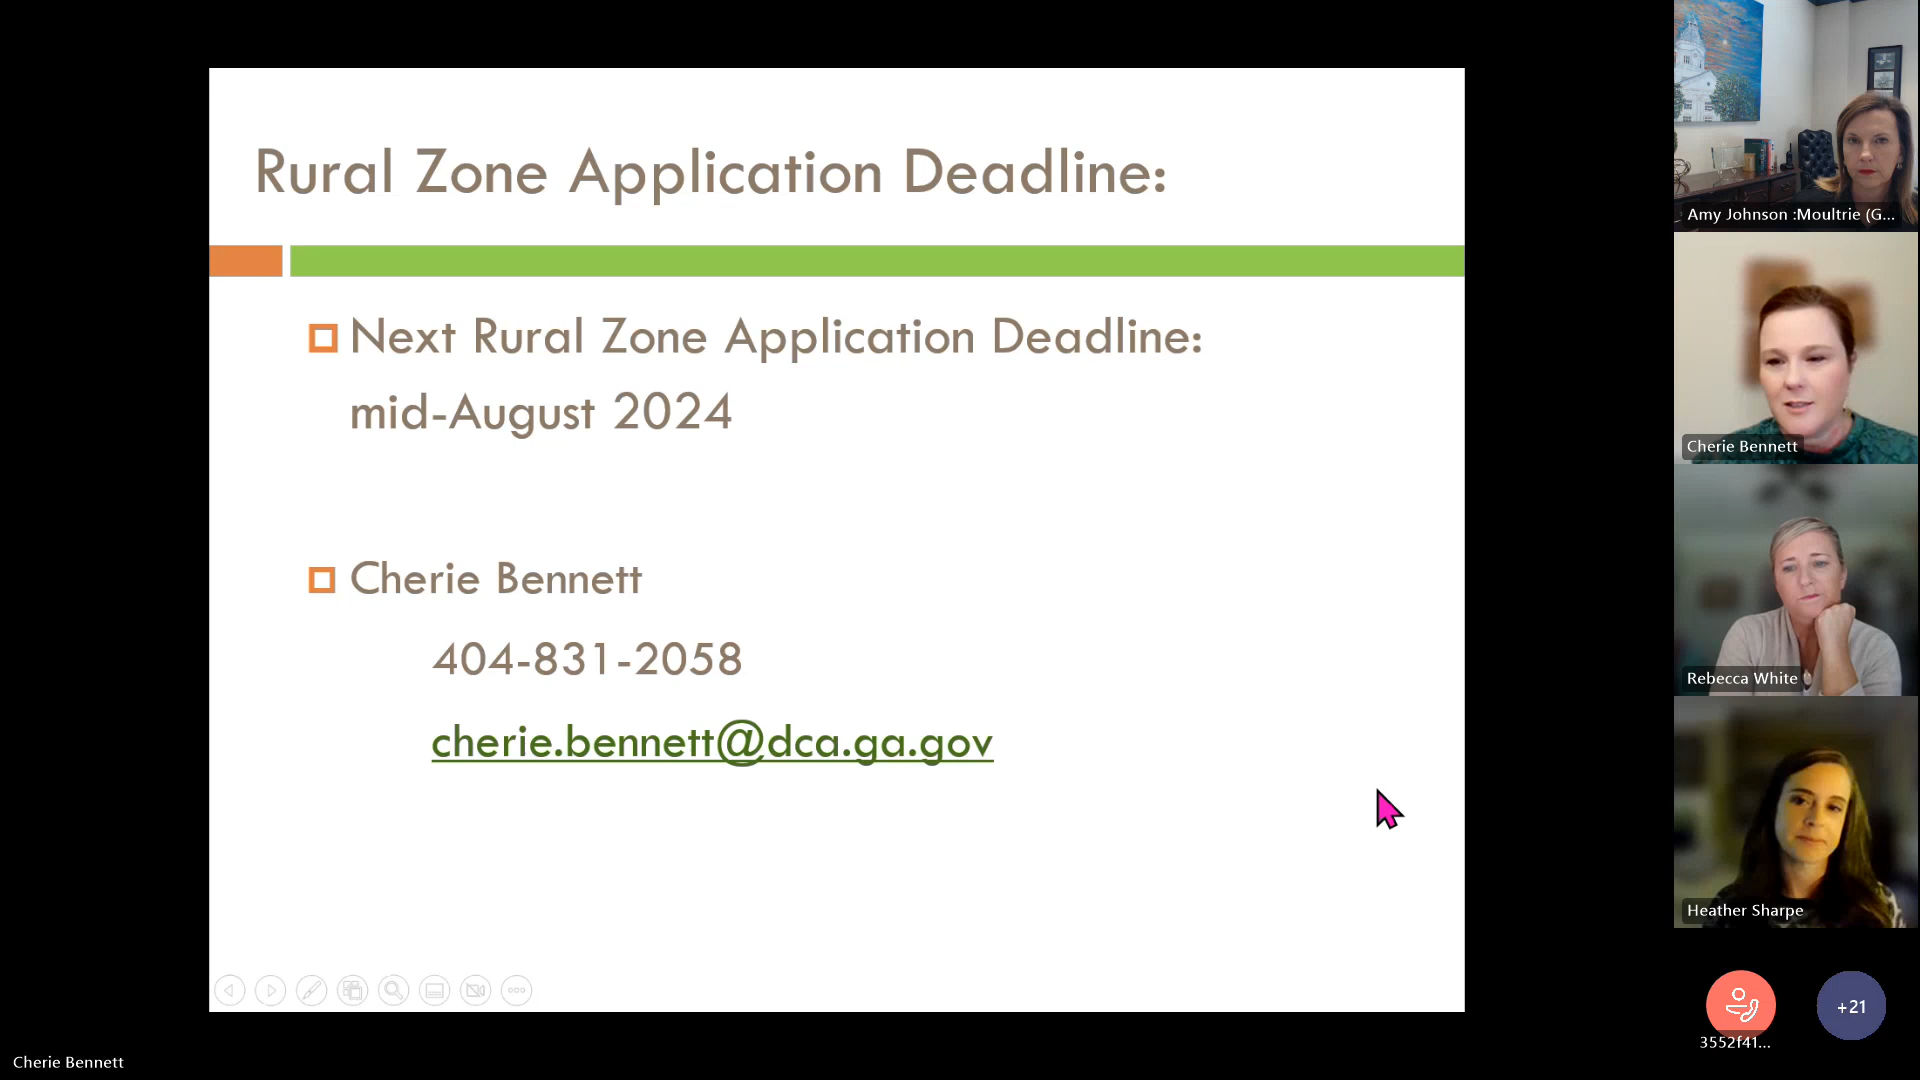 Rural Zone Application Deadline:
Next Rural Zone Application Deadline:
mid-August 2024
Cherie Bennett
404-831-2058
cherie.bennett@dca.ga.gov
Amy Johnson :Moultrie (G...
Cherie Bennett
Rebecca White
Heather Sharpe
3552f41...
+21
Cherie Bennett